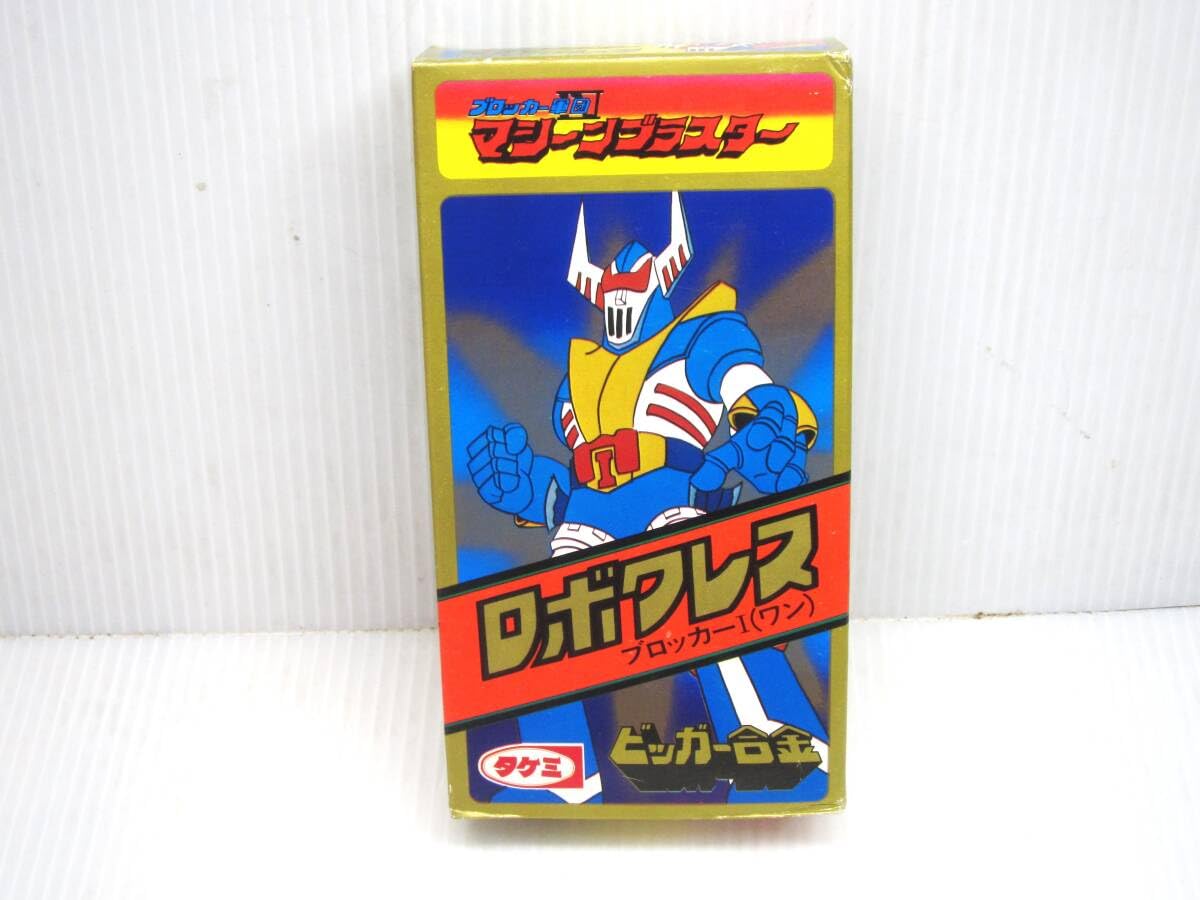 ブロッカー軍団Ⅳ
マシーンブラスター
I
ロボクレス
ブロッカーI(ワン)
タケミ
ビッガー合金